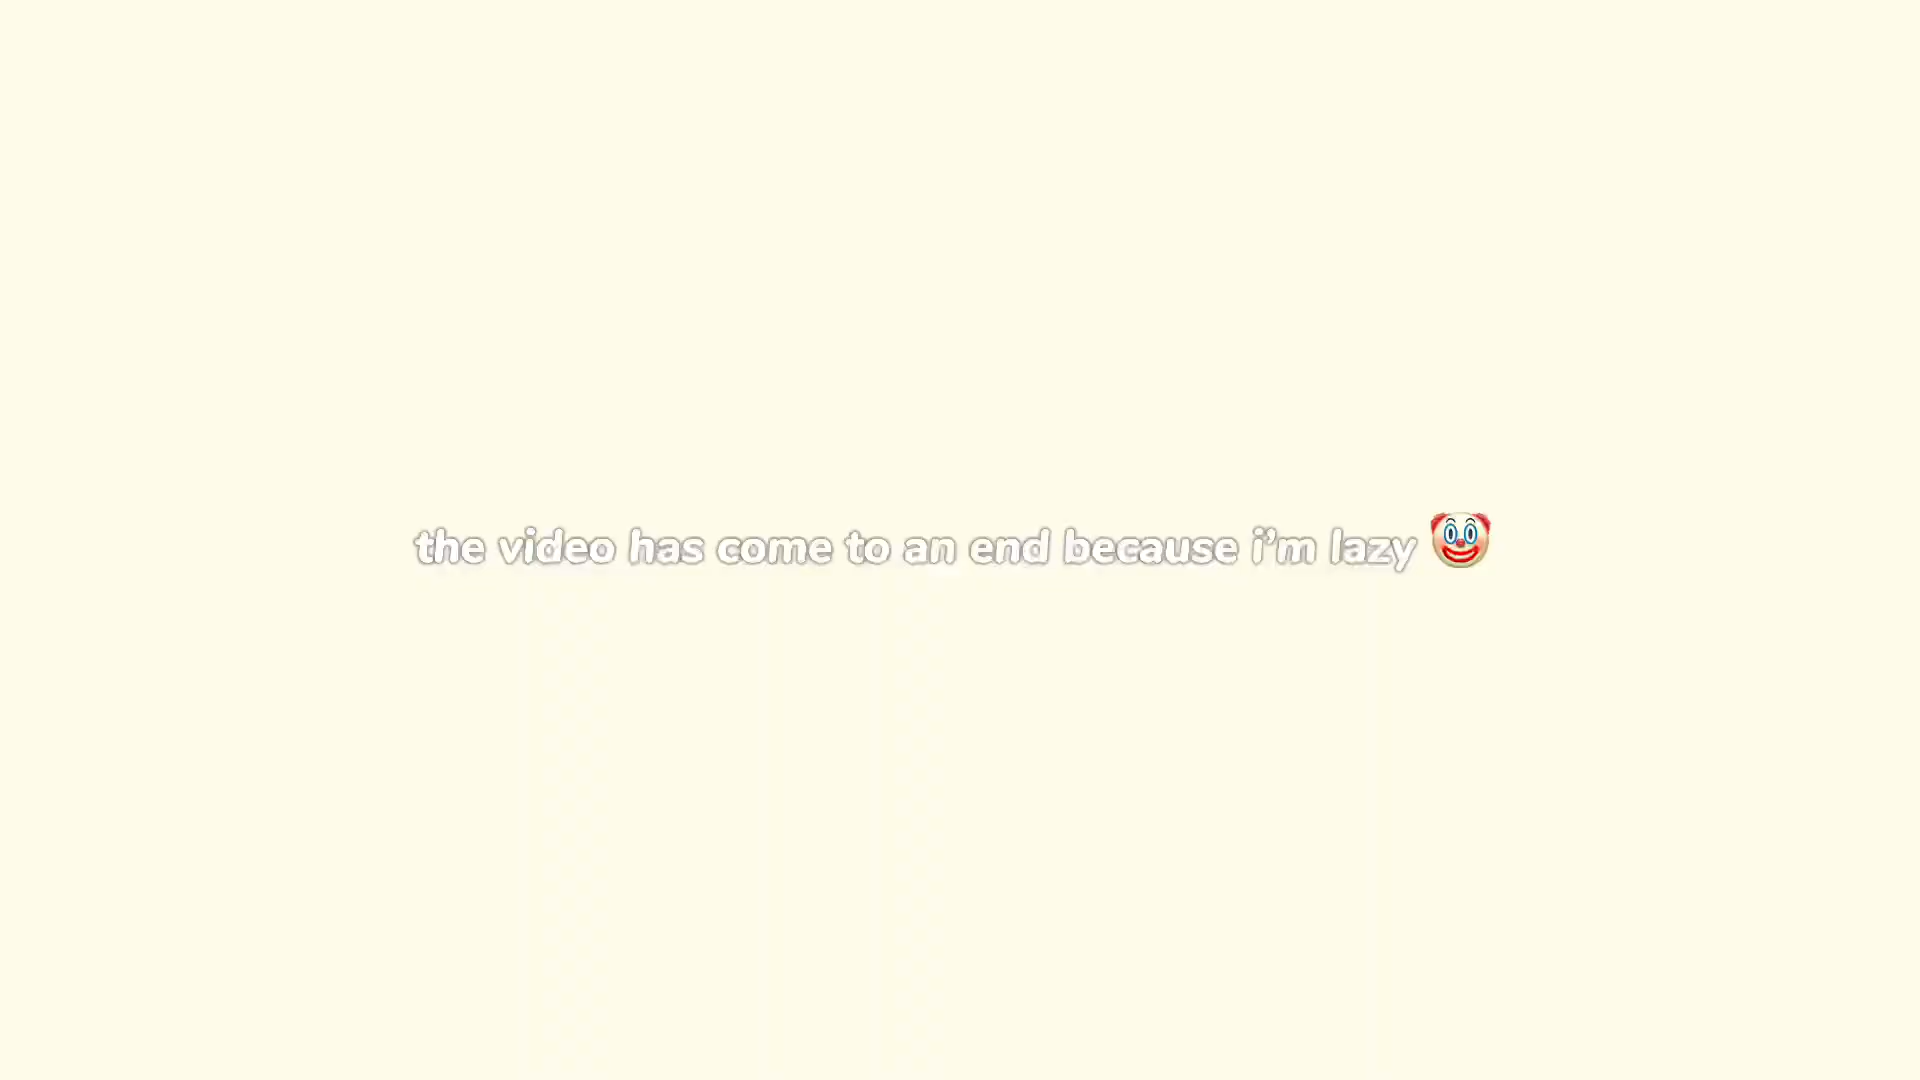 the video has come to an end because i'm lazy 🤡